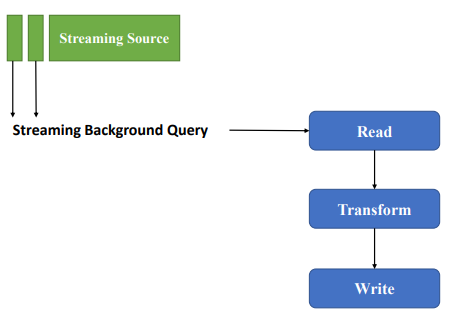 Streaming Source
Streaming Background Query
Read
Transform
Write